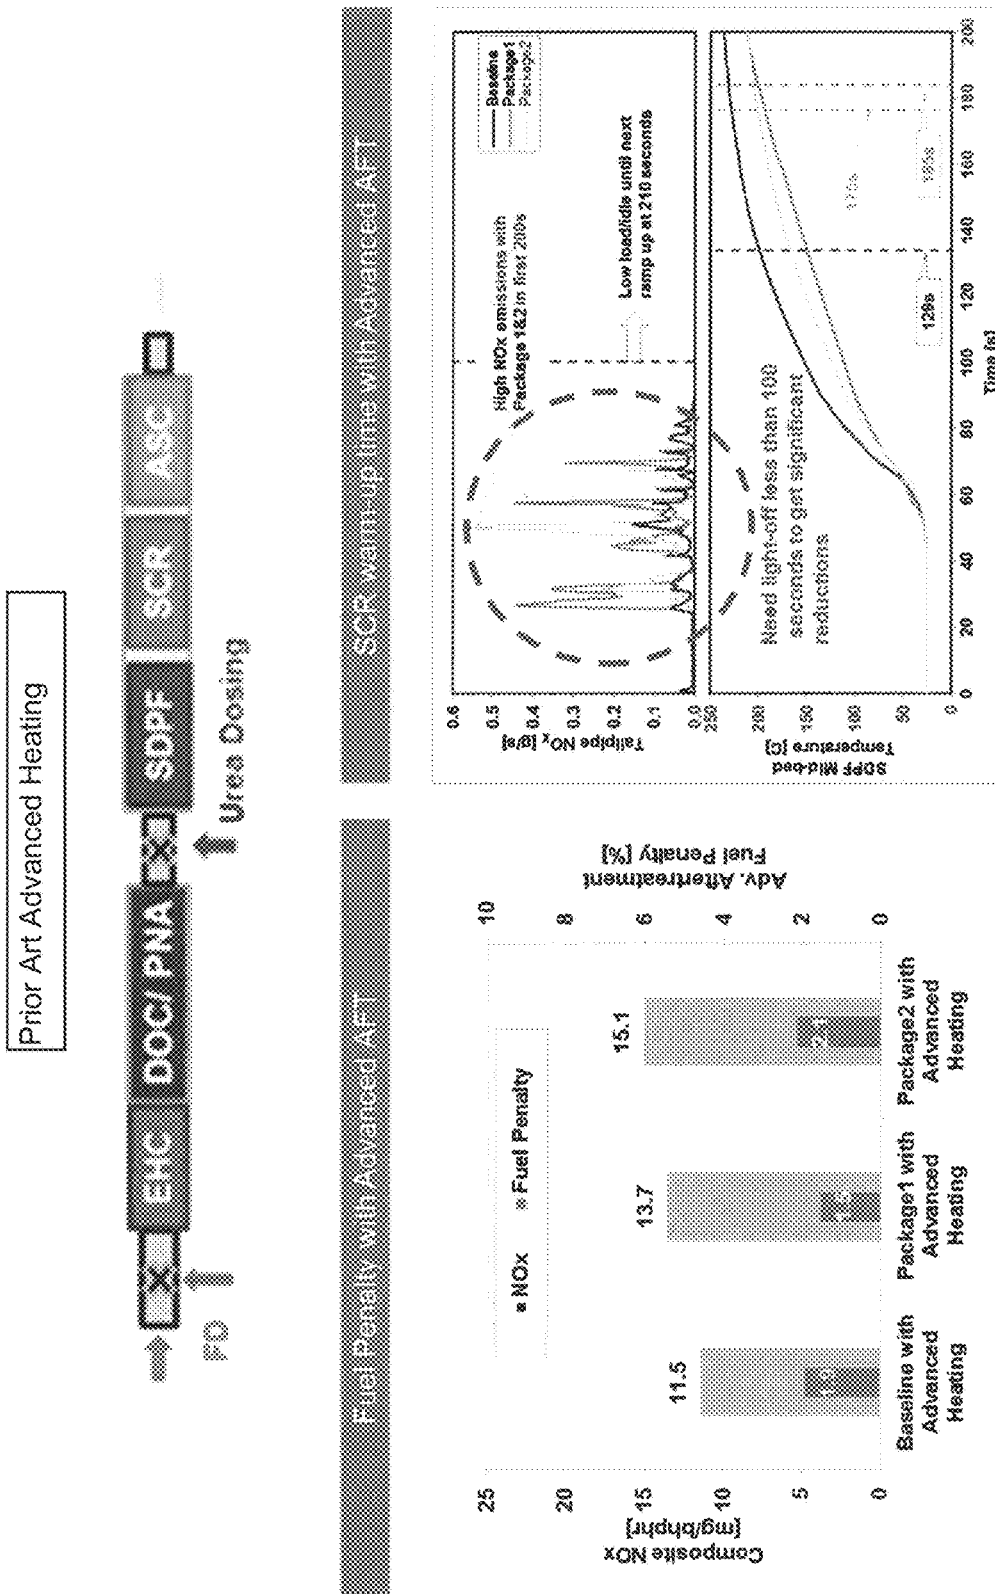 Prior Art Advanced Heating
EHC
DOC/ PNA
SDPF
SCR
ASC
FD
Urea Dosing
Fuel Penalty with Advanced AFT
25
20
15
10
5
0
Composite NOx
[mg/bhphr]
NOx
Fuel Penalty
11.5
13.7
15.1
10
8
6
4
2
0
Adv. Aftertreatment
Fuel Penalty [%]
Baseline with
Advanced
Heating
Package1 with
Advanced
Heating
Package2 with
Advanced
Heating
SCR warm-up line with Advanced AFT
0.6
0.5
0.4
0.3
0.2
0.1
0.0
Tailpipe NOx [g/s]
High NOx emissions with
Package 1&2 in first 200s
Baseline
Package1
Package2
Low load/idle until next
ramp up at 210 seconds
250
200
150
100
50
0
SDPF Mid-bed
Temperature [C]
Need light-off less than 100
seconds to get significant
reductions
129s
0
20
40
60
80
100
120
140
160
180
200
Time [s]